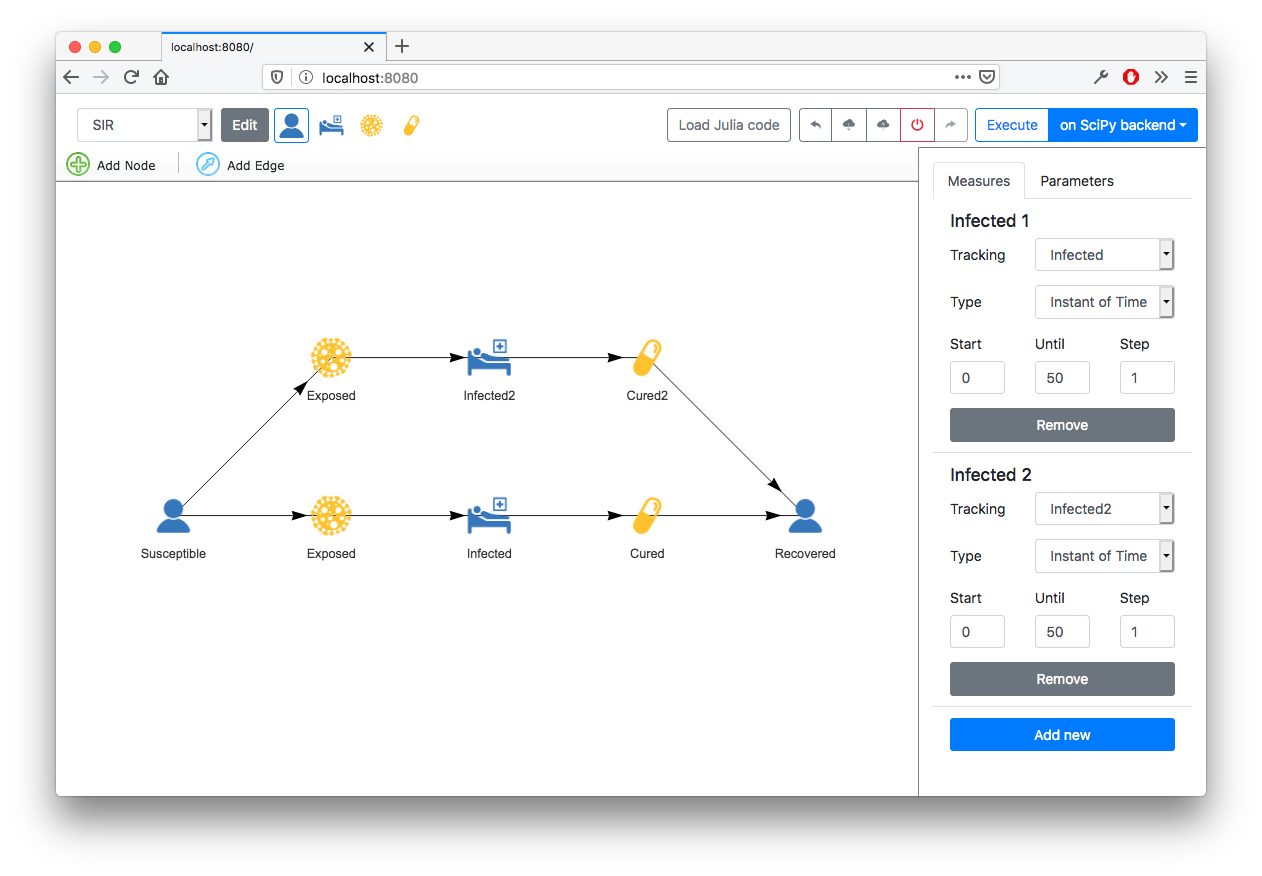 localhost:8080/
localhost:8080
SIR
Edit
Load Julia code
Execute
on SciPy backend
Add Node
Add Edge
Exposed
Infected2
Cured2
Susceptible
Exposed
Infected
Cured
Recovered
Measures
Parameters
Infected 1
Tracking
Infected
Type
Instant of Time
Start
Until
Step
0
50
1
Remove
Infected 2
Tracking
Infected2
Type
Instant of Time
Start
Until
Step
0
50
1
Remove
Add new